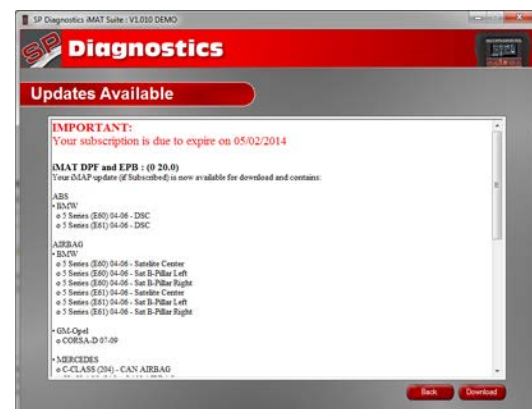 SP Diagnostics iMAT Suite : V1.010 DEMO
SP Diagnostics
Updates Available
IMPORTANT:
Your subscription is due to expire on 05/02/2014
iMAT DPF and EPB : (0 20.0)
Your iMAP update (if Subscribed) is now available for download and contains:
ABS
• BMW
o 5 Series (E60) 04-06 - DSC
o 5 Series (E61) 04-06 - DSC
AIRBAG
• BMW
o 5 Series (E60) 04-06 - Satelite Center
o 5 Series (E60) 04-06 - Sat B-Pillar Left
o 5 Series (E60) 04-06 - Sat B-Pillar Right
o 5 Series (E61) 04-06 - Satelite Center
o 5 Series (E61) 04-06 - Sat B-Pillar Left
o 5 Series (E61) 04-06 - Sat B-Pillar Right
• GM-Opel
o CORSA-D 07-09
• MERCEDES
o C-CLASS (204) - CAN AIRBAG
Back Download